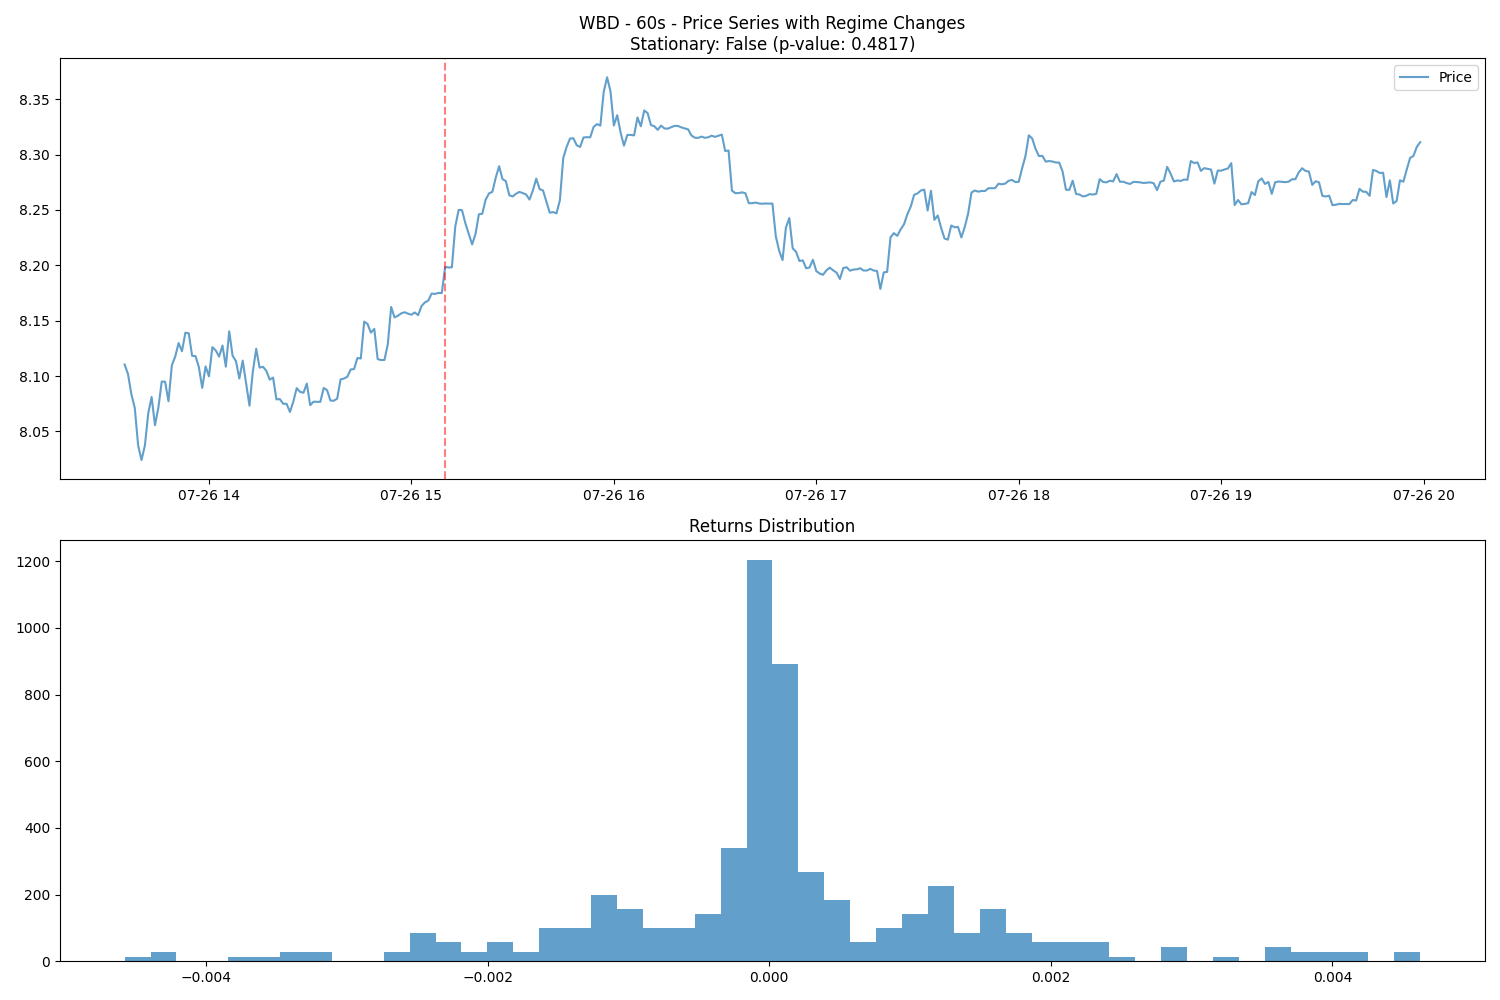 WBD - 60s - Price Series with Regime Changes
Stationary: False (p-value: 0.4817)
Price
8.35
8.30
8.25
8.20
8.15
8.10
8.05
07-26 14 07-26 15 07-26 16 07-26 17 07-26 18 07-26 19 07-26 20
Returns Distribution
1200
1000
800
600
400
200
0
−0.004 −0.002 0.000 0.002 0.004